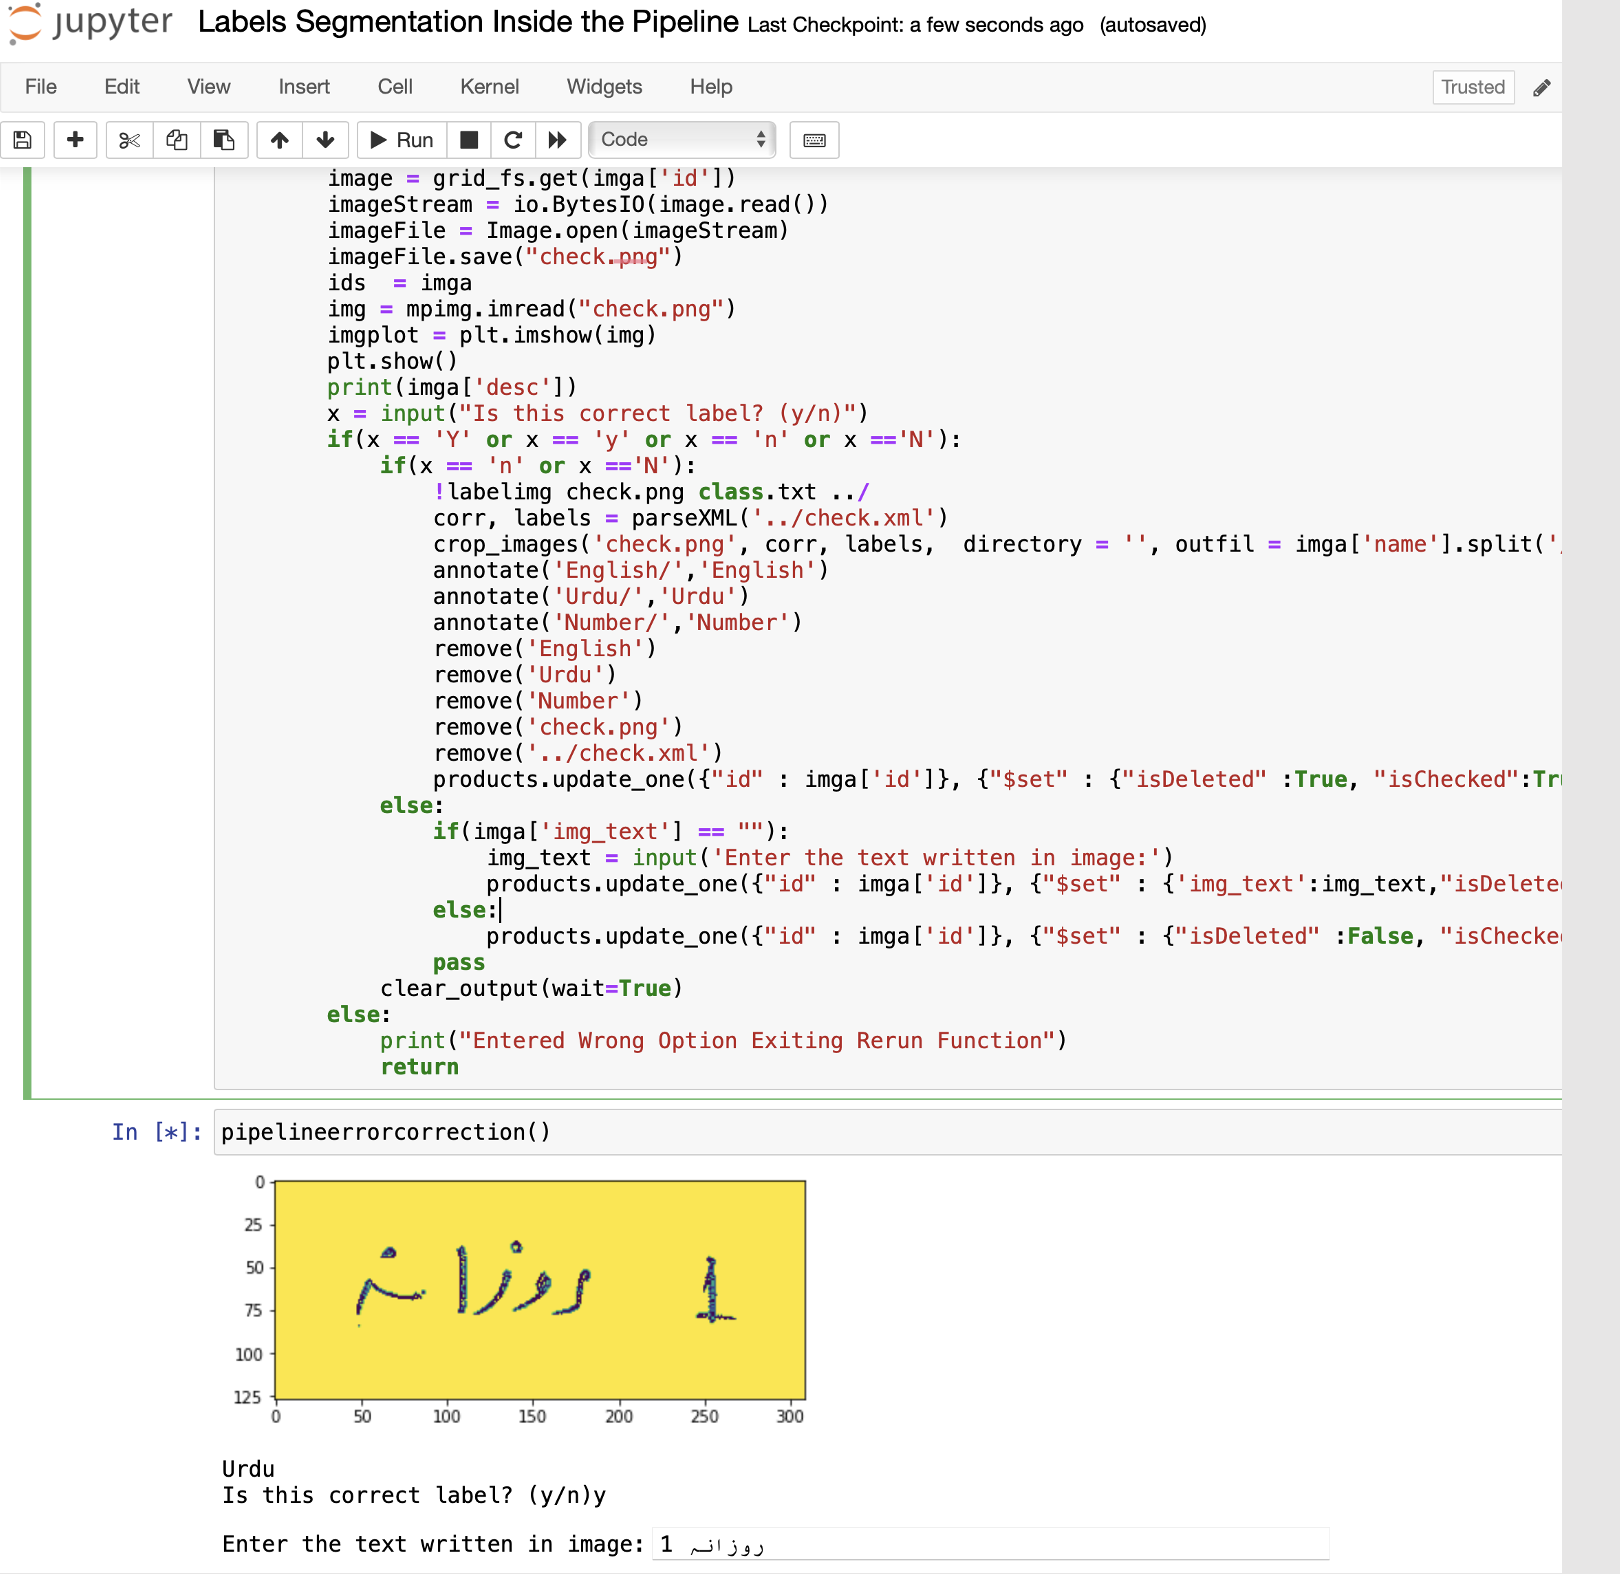 jupyter Labels Segmentation Inside the Pipeline Last Checkpoint: a few seconds ago (autosaved)
File Edit View Insert Cell Kernel Widgets Help Trusted
Run Code
image = grid_fs.get(imga['id'])
imageStream = io.BytesIO(image.read())
imageFile = Image.open(imageStream)
imageFile.save("check.png")
ids  = imga
img = mpimg.imread("check.png")
imgplot = plt.imshow(img)
plt.show()
print(imga['desc'])
x = input("Is this correct label? (y/n)")
if(x == 'Y' or x == 'y' or x == 'n' or x =='N'):
if(x == 'n' or x =='N'):
!labelimg check.png class.txt ../
corr, labels = parseXML('../check.xml')
crop_images('check.png', corr, labels,  directory = '', outfil = imga['name'].split('
annotate('English/','English')
annotate('Urdu/','Urdu')
annotate('Number/','Number')
remove('English')
remove('Urdu')
remove('Number')
remove('check.png')
remove('../check.xml')
products.update_one({"id" : imga['id']}, {"$set" : {"isDeleted" :True, "isChecked":Tr
else:
if(imga['img_text'] == ""):
img_text = input('Enter the text written in image:')
products.update_one({"id" : imga['id']}, {"$set" : {'img_text':img_text,"isDelete
else:
products.update_one({"id" : imga['id']}, {"$set" : {"isDeleted" :False, "isChecke
pass
clear_output(wait=True)
else:
print("Entered Wrong Option Exiting Rerun Function")
return
In [*]: pipelineerrorcorrection()
0
25
50
75
100
125
روزانہ 1
0 50 100 150 200 250 300
Urdu
Is this correct label? (y/n)y
Enter the text written in image: 1 روزانہ